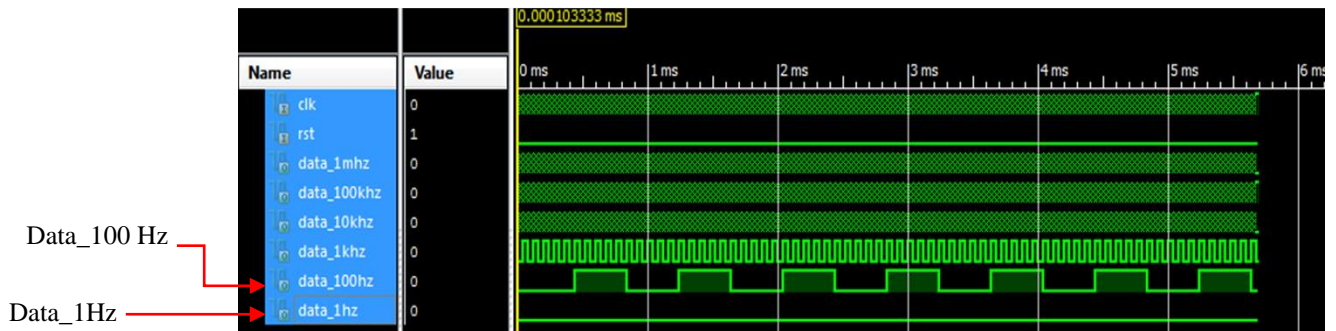 0.000103333 ms
Name Value
0 ms 1 ms 2 ms 3 ms 4 ms 5 ms 6 ms
clk 0
rst 1
data_1mhz 0
data_100khz 0
data_10khz 0
Data_100 Hz
data_1khz 0
data_100hz 0
Data_1Hz
data_1hz 0